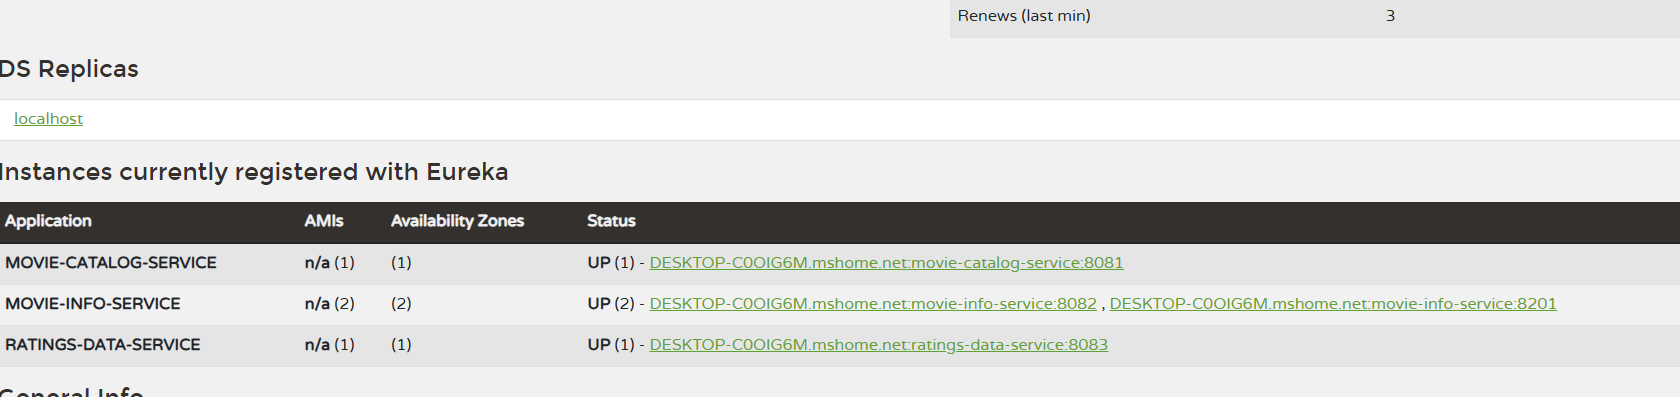 Renews (last min) 3
DS Replicas
localhost
Instances currently registered with Eureka
Application AMIs Availability Zones Status
MOVIE-CATALOG-SERVICE n/a (1) (1) UP (1) - DESKTOP-C0OIG6M.mshome.net:movie-catalog-service:8081
MOVIE-INFO-SERVICE n/a (2) (2) UP (2) - DESKTOP-C0OIG6M.mshome.net:movie-info-service:8082 , DESKTOP-C0OIG6M.mshome.net:movie-info-service:8201
RATINGS-DATA-SERVICE n/a (1) (1) UP (1) - DESKTOP-C0OIG6M.mshome.net:ratings-data-service:8083
General Info